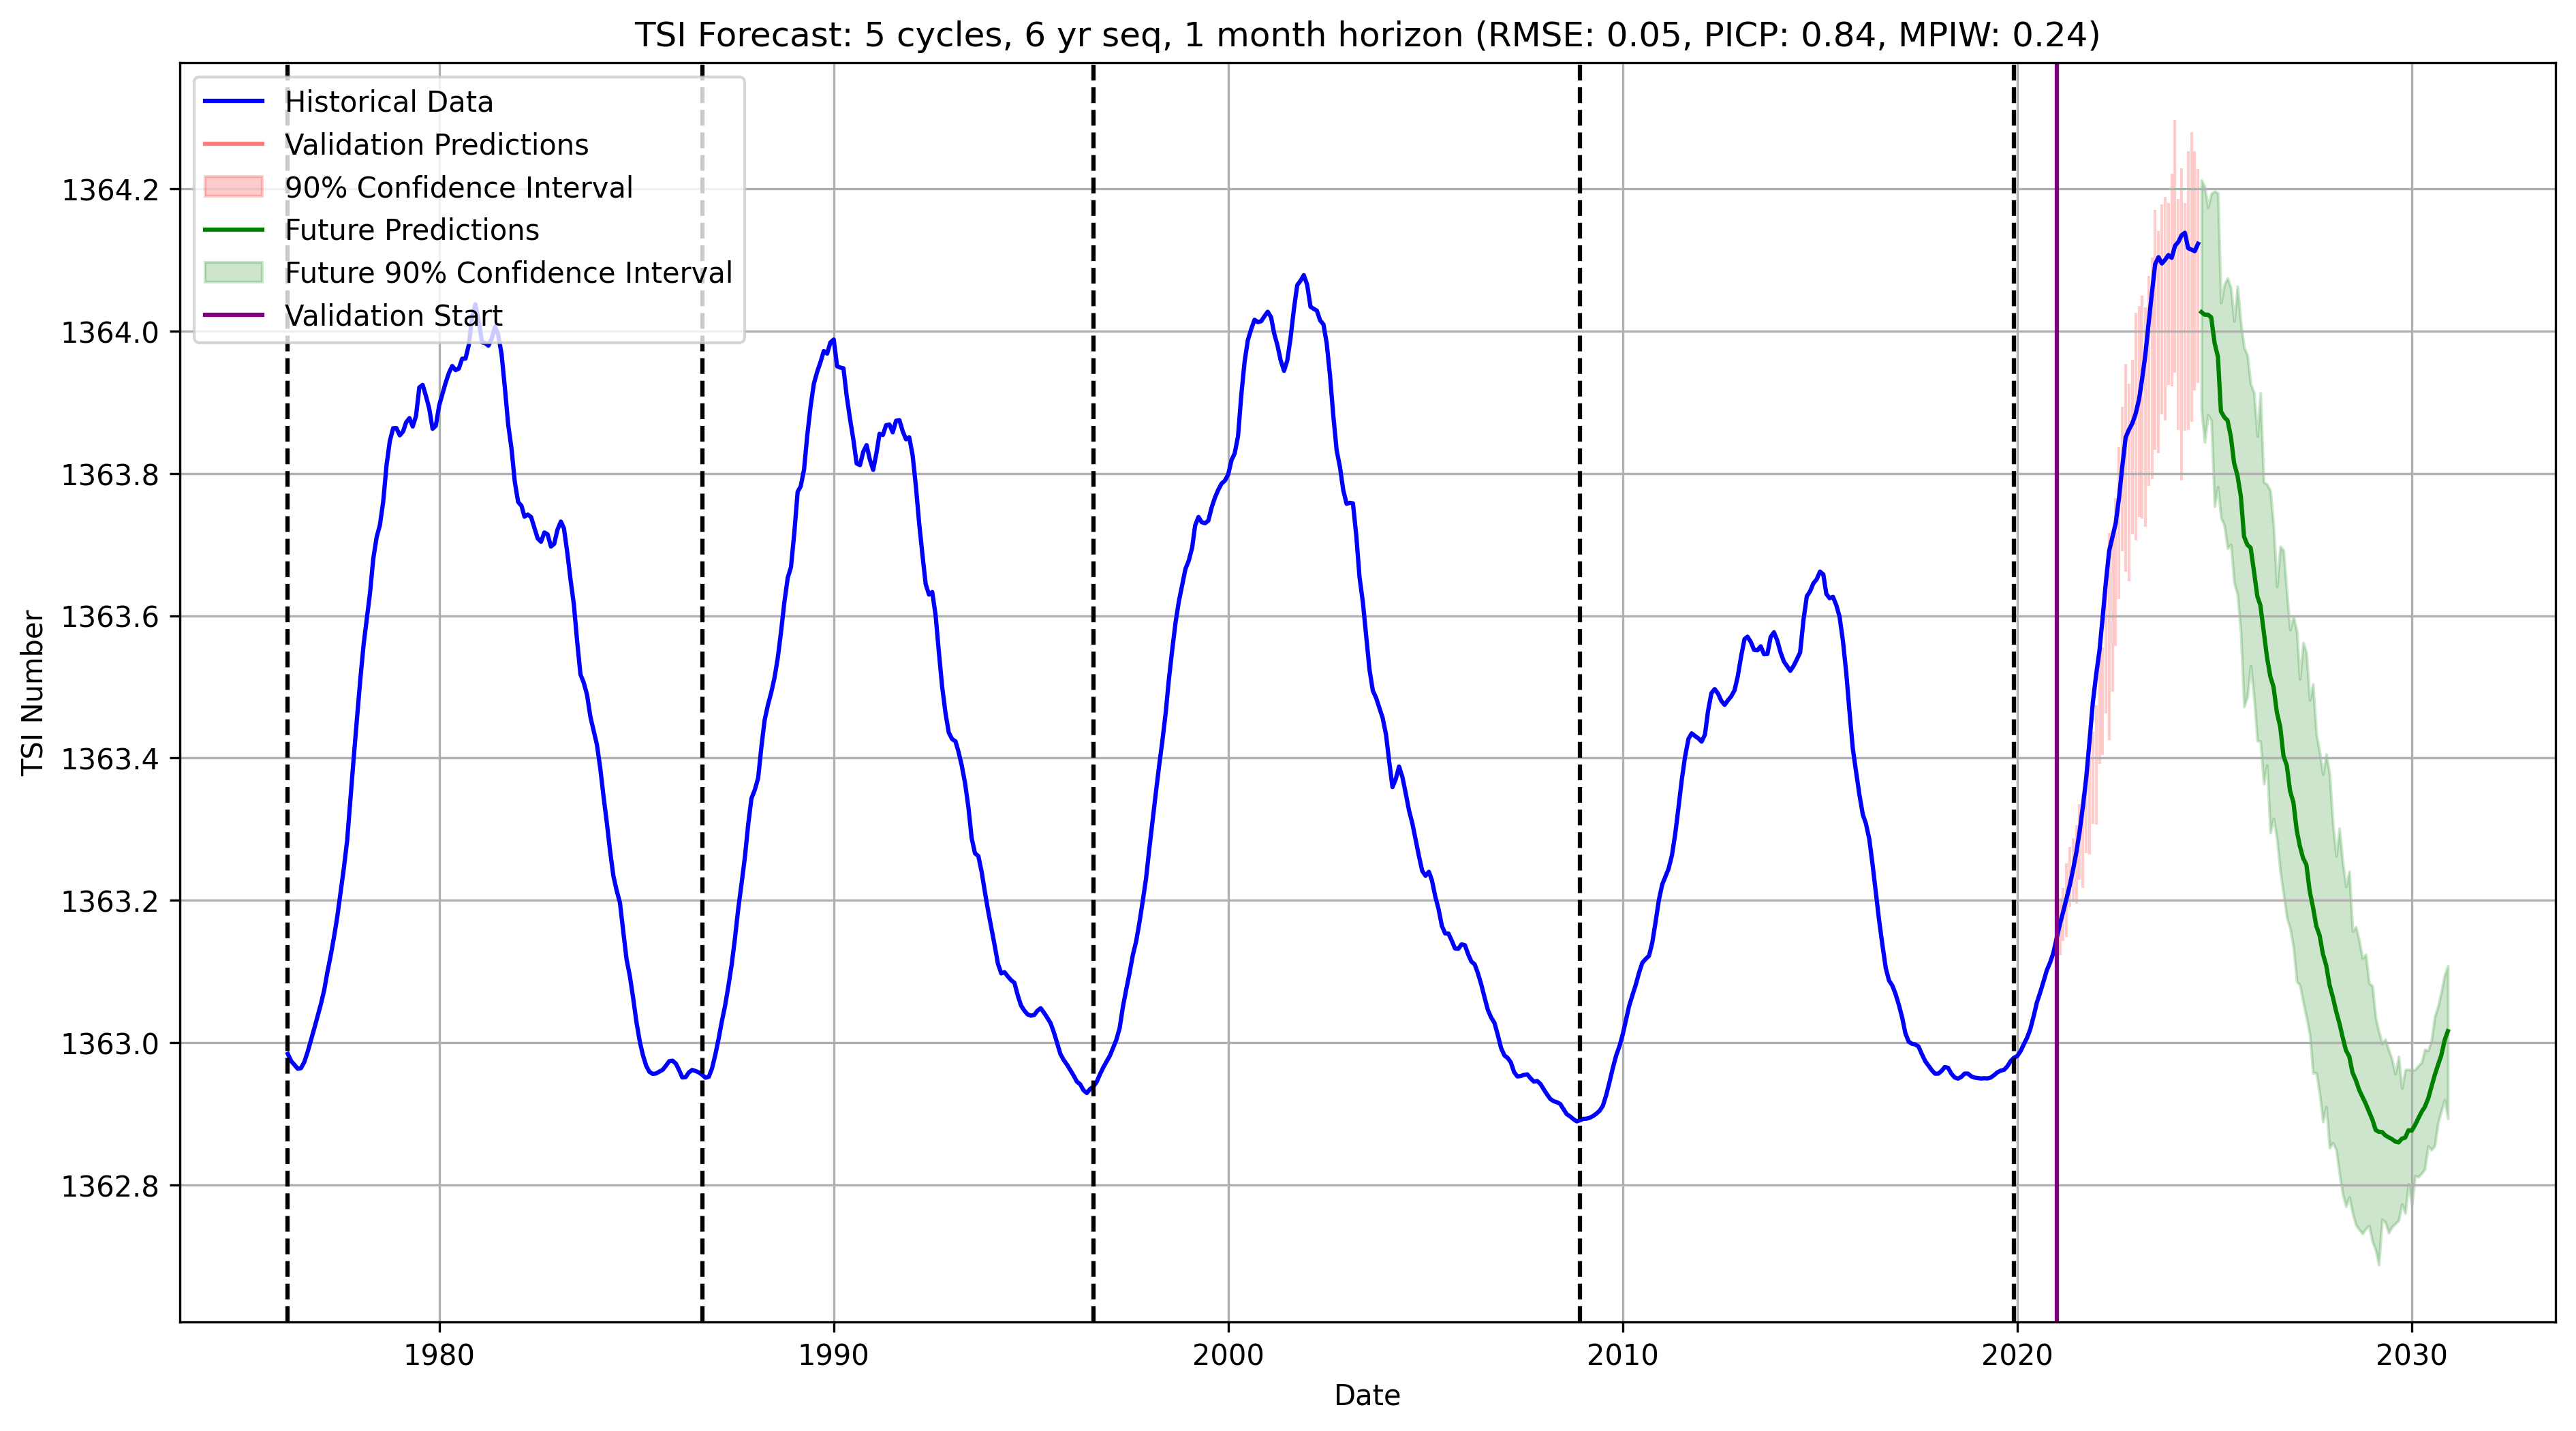 TSI Forecast: 5 cycles, 6 yr seq, 1 month horizon (RMSE: 0.05, PICP: 0.84, MPIW: 0.24)
Historical Data
Validation Predictions
90% Confidence Interval
Future Predictions
Future 90% Confidence Interval
Validation Start
TSI Number
1364.2
1364.0
1363.8
1363.6
1363.4
1363.2
1363.0
1362.8
1980
1990
2000
2010
2020
2030
Date